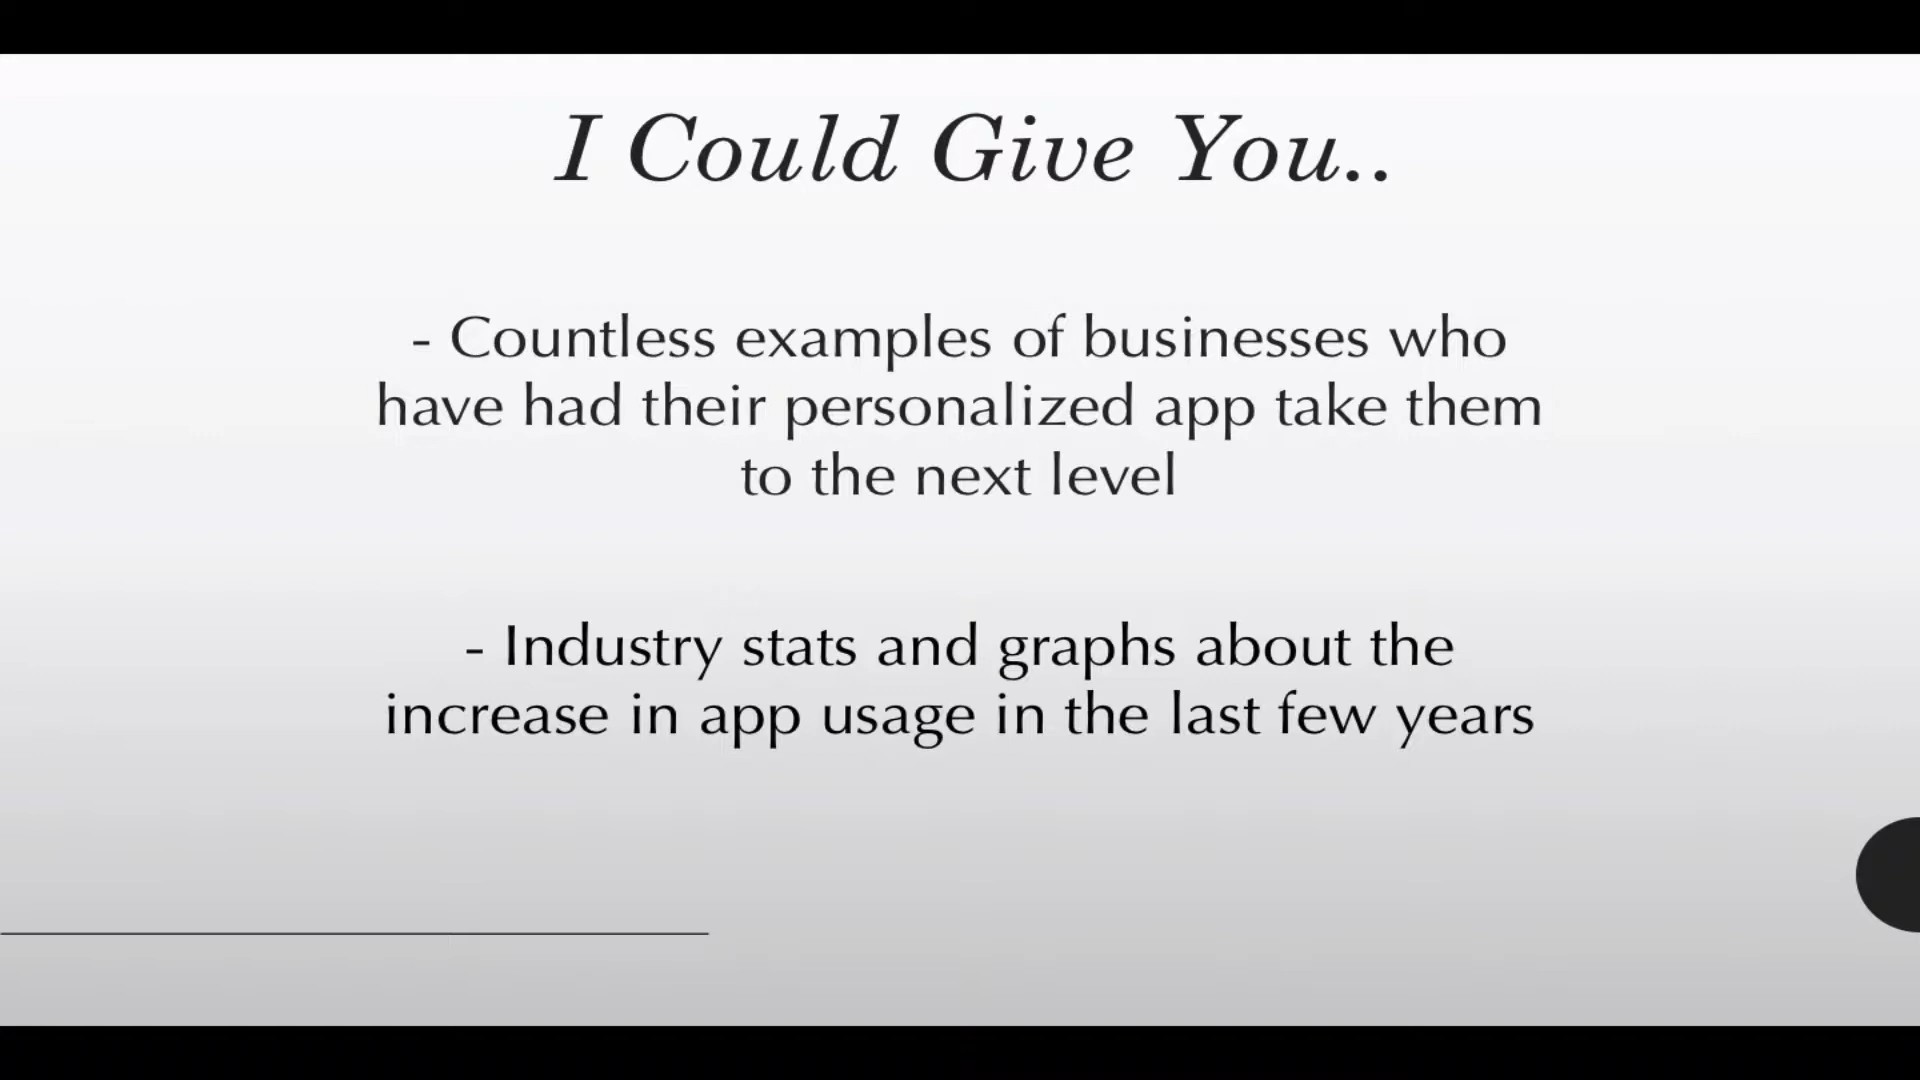 I Could Give You..
- Countless examples of businesses who
have had their personalized app take them
to the next level
- Industry stats and graphs about the
increase in app usage in the last few years